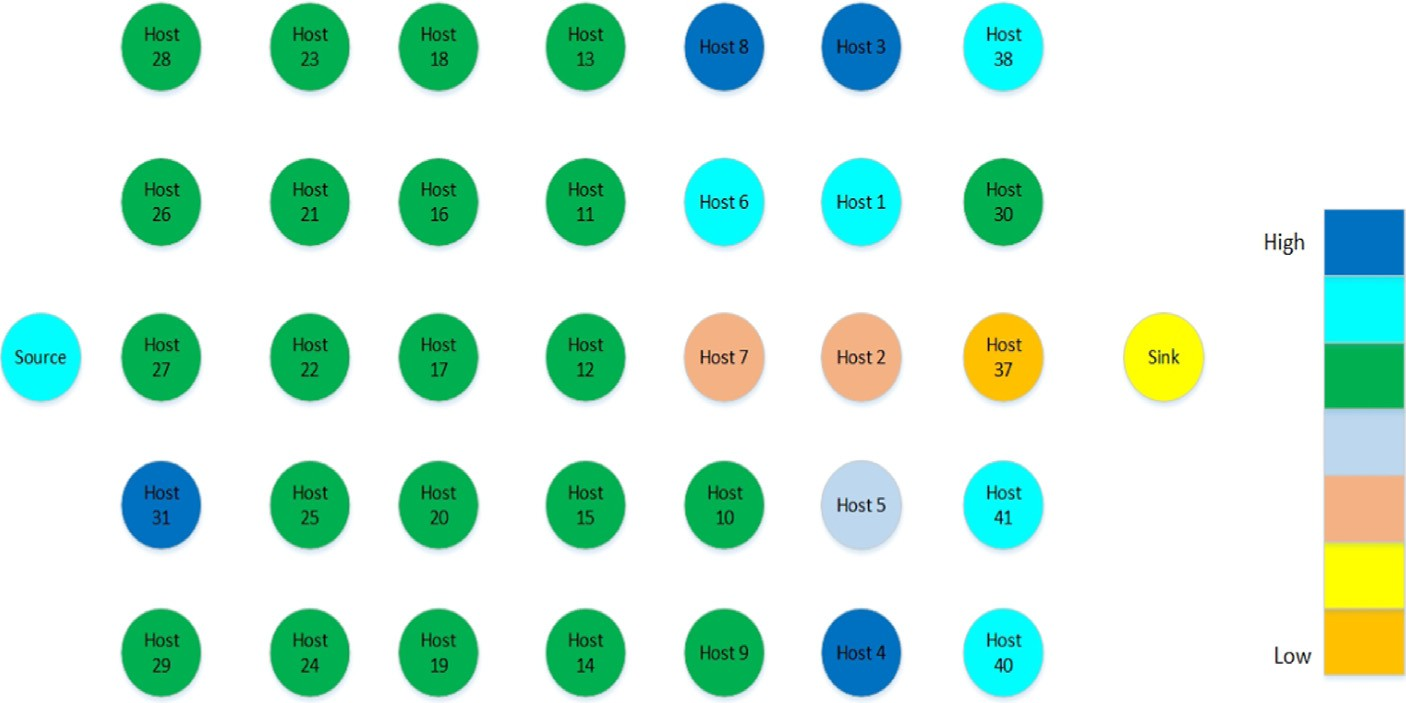 Host
28
Host
23
Host
18
Host
13
Host 8
Host 3
Host
38
Host
26
Host
21
Host
16
Host
11
Host 6
Host 1
Host
30
High
Source
Host
27
Host
22
Host
17
Host
12
Host 7
Host 2
Host
37
Sink
Host
31
Host
25
Host
20
Host
15
Host
10
Host 5
Host
41
Host
29
Host
24
Host
19
Host
14
Host 9
Host 4
Host
40
Low